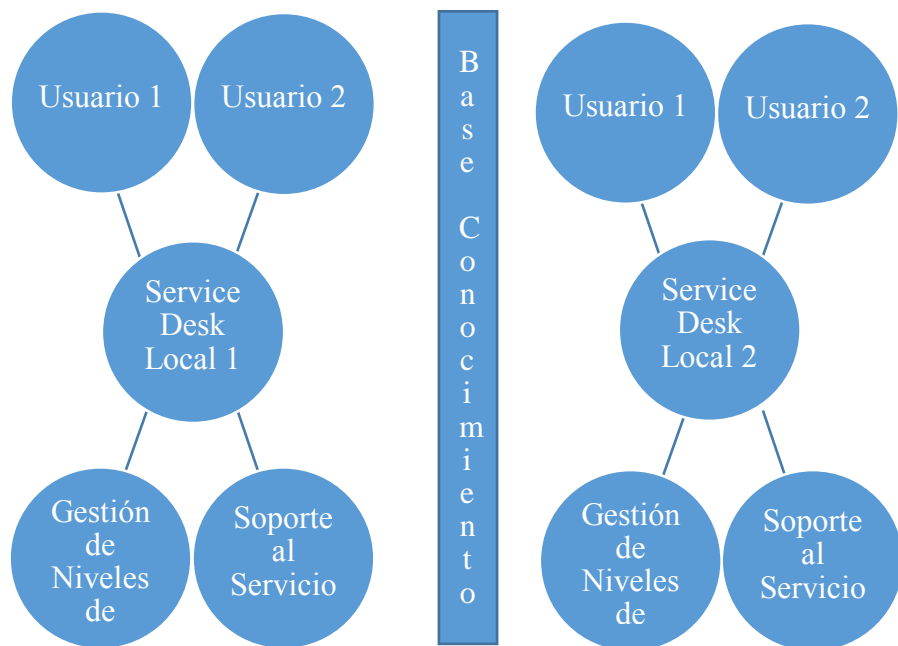 Usuario 1
Usuario 2
Service
Desk
Local 1
Gestión
de
Niveles
de
Soporte
al
Servicio
B
a
s
e
C
o
n
o
c
i
m
i
e
n
t
o
Usuario 1
Usuario 2
Service
Desk
Local 2
Gestión
de
Niveles
de
Soporte
al
Servicio